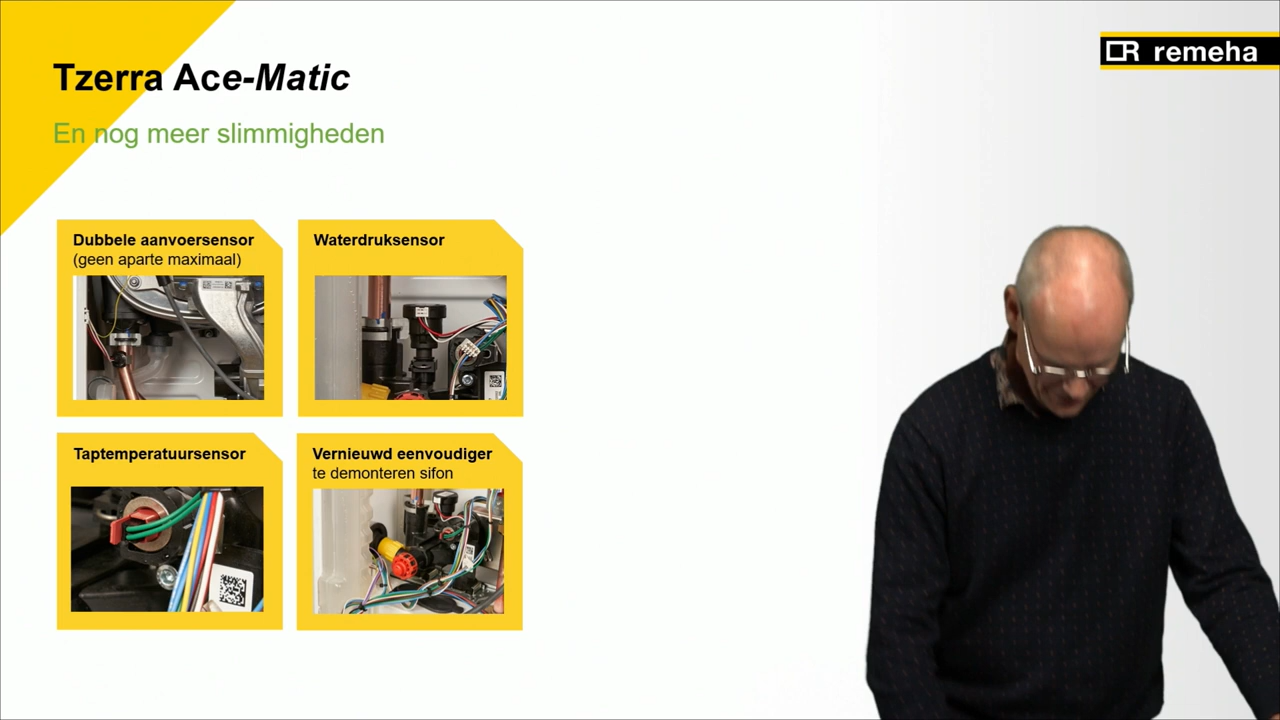 Tzerra Ace-Matic
remeha
En nog meer slimmigheden
Dubbele aanvoersensor
(geen aparte maximaal)
Waterdruksensor
Taptemperatuursensor
Vernieuwd eenvoudiger
te demonteren sifon